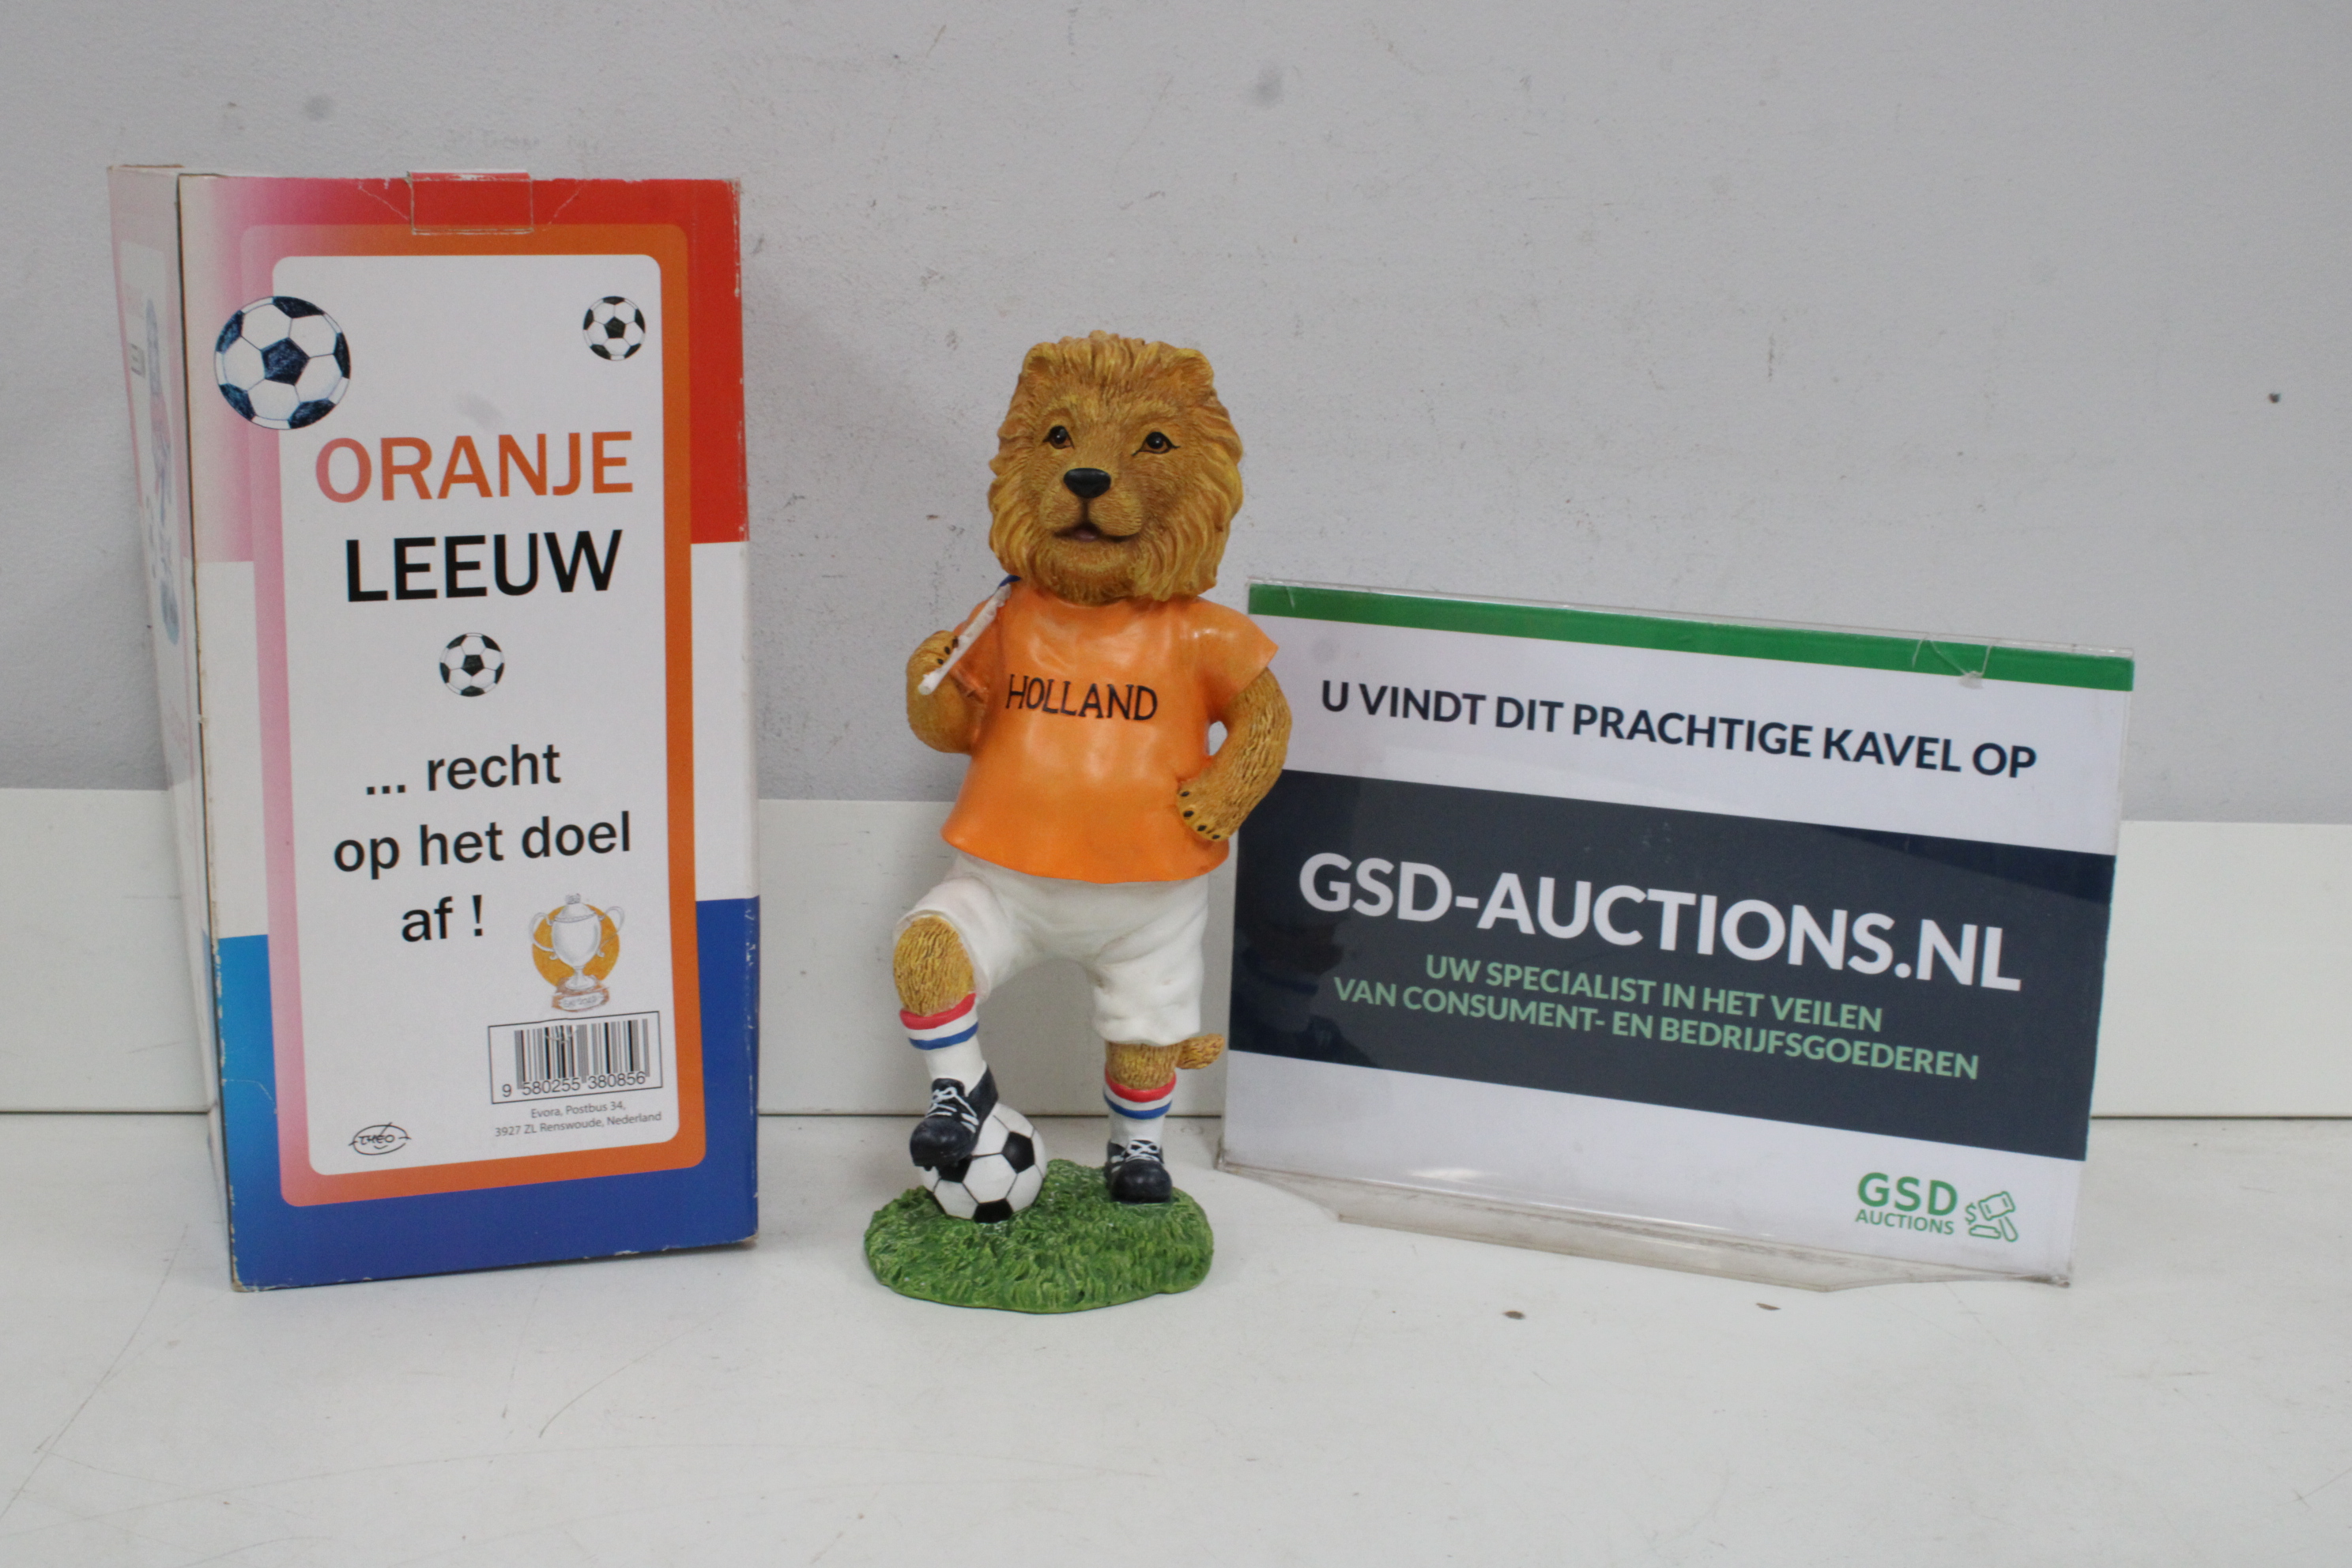 ORANJE
LEEUW
... recht
op het doel
af !
9 580255 380856
Evora, Postbus 34,
3927 ZL Renswoude, Nederland
THEO
HOLLAND
U VINDT DIT PRACHTIGE KAVEL OP
GSD-AUCTIONS.NL
UW SPECIALIST IN HET VEILEN
VAN CONSUMENT- EN BEDRIJFSGOEDEREN
GSD
AUCTIONS